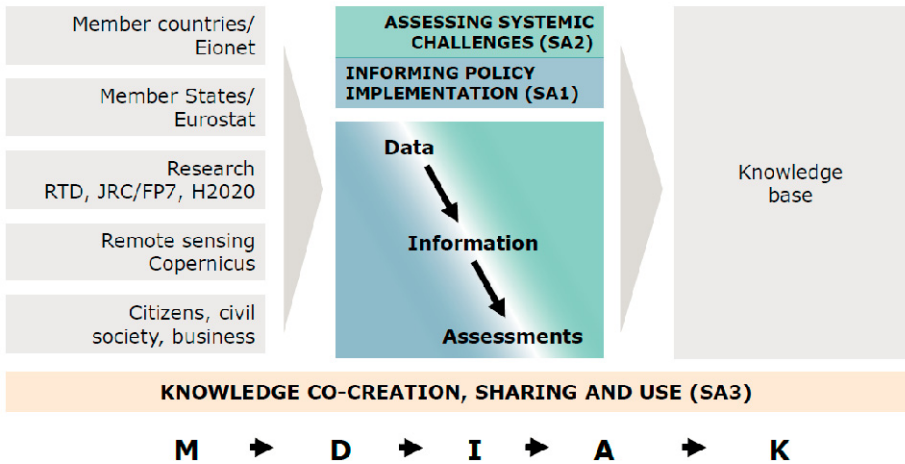 Member countries/
Eionet
Member States/
Eurostat
Research
RTD, JRC/FP7, H2020
Remote sensing
Copernicus
Citizens, civil
society, business
ASSESSING SYSTEMIC
CHALLENGES (SA2)
INFORMING POLICY
IMPLEMENTATION (SA1)
Data
Information
Assessments
Knowledge
base
KNOWLEDGE CO-CREATION, SHARING AND USE (SA3)
M D I A K